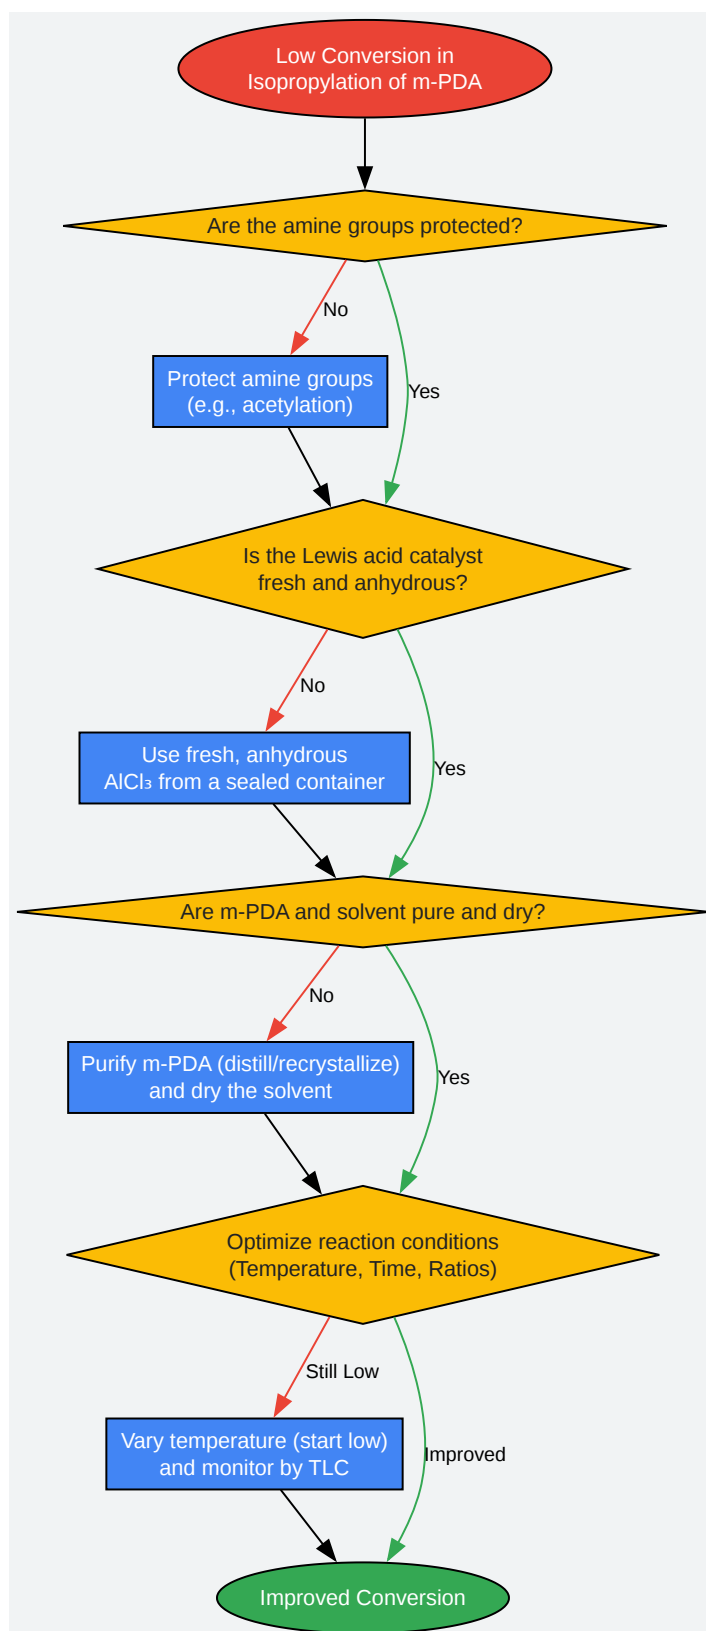 Low Conversion in
Isopropylation of m-PDA
Are the amine groups protected?
No
Protect amine groups
(e.g., acetylation)
Yes
Is the Lewis acid catalyst
fresh and anhydrous?
No
Use fresh, anhydrous
AlCl₃ from a sealed container
Yes
Are m-PDA and solvent pure and dry?
No
Purify m-PDA (distill/recrystallize)
and dry the solvent
Yes
Optimize reaction conditions
(Temperature, Time, Ratios)
Still Low
Vary temperature (start low)
and monitor by TLC
Improved
Improved Conversion